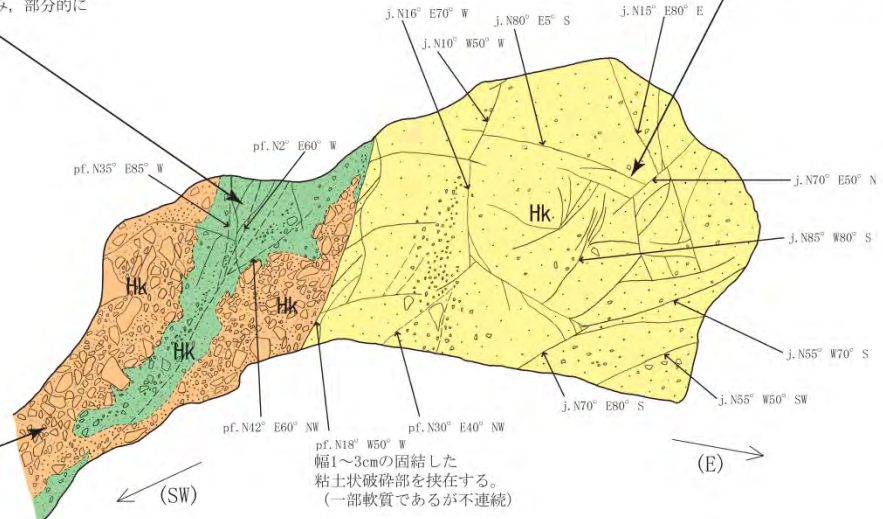 み，部分的に
j.N16° E70° W
j.N80° E5° S
j.N15° E80° E
j.N10° W50° W
pf.N2° E60° W
pf.N35° E85° W
j.N70° E50° N
Hk
j.N85° W80° S
Hk
Hk
Hk
j.N55° W70° S
j.N55° W50° SW
j.N70° E80° S
pf.N42° E60° NW
pf.N30° E40° NW
pf.N18° W50° W
幅1～3cmの固結した
粘土状破砕部を挟在する。
（一部軟質であるが不連続）
(SW)
(E)